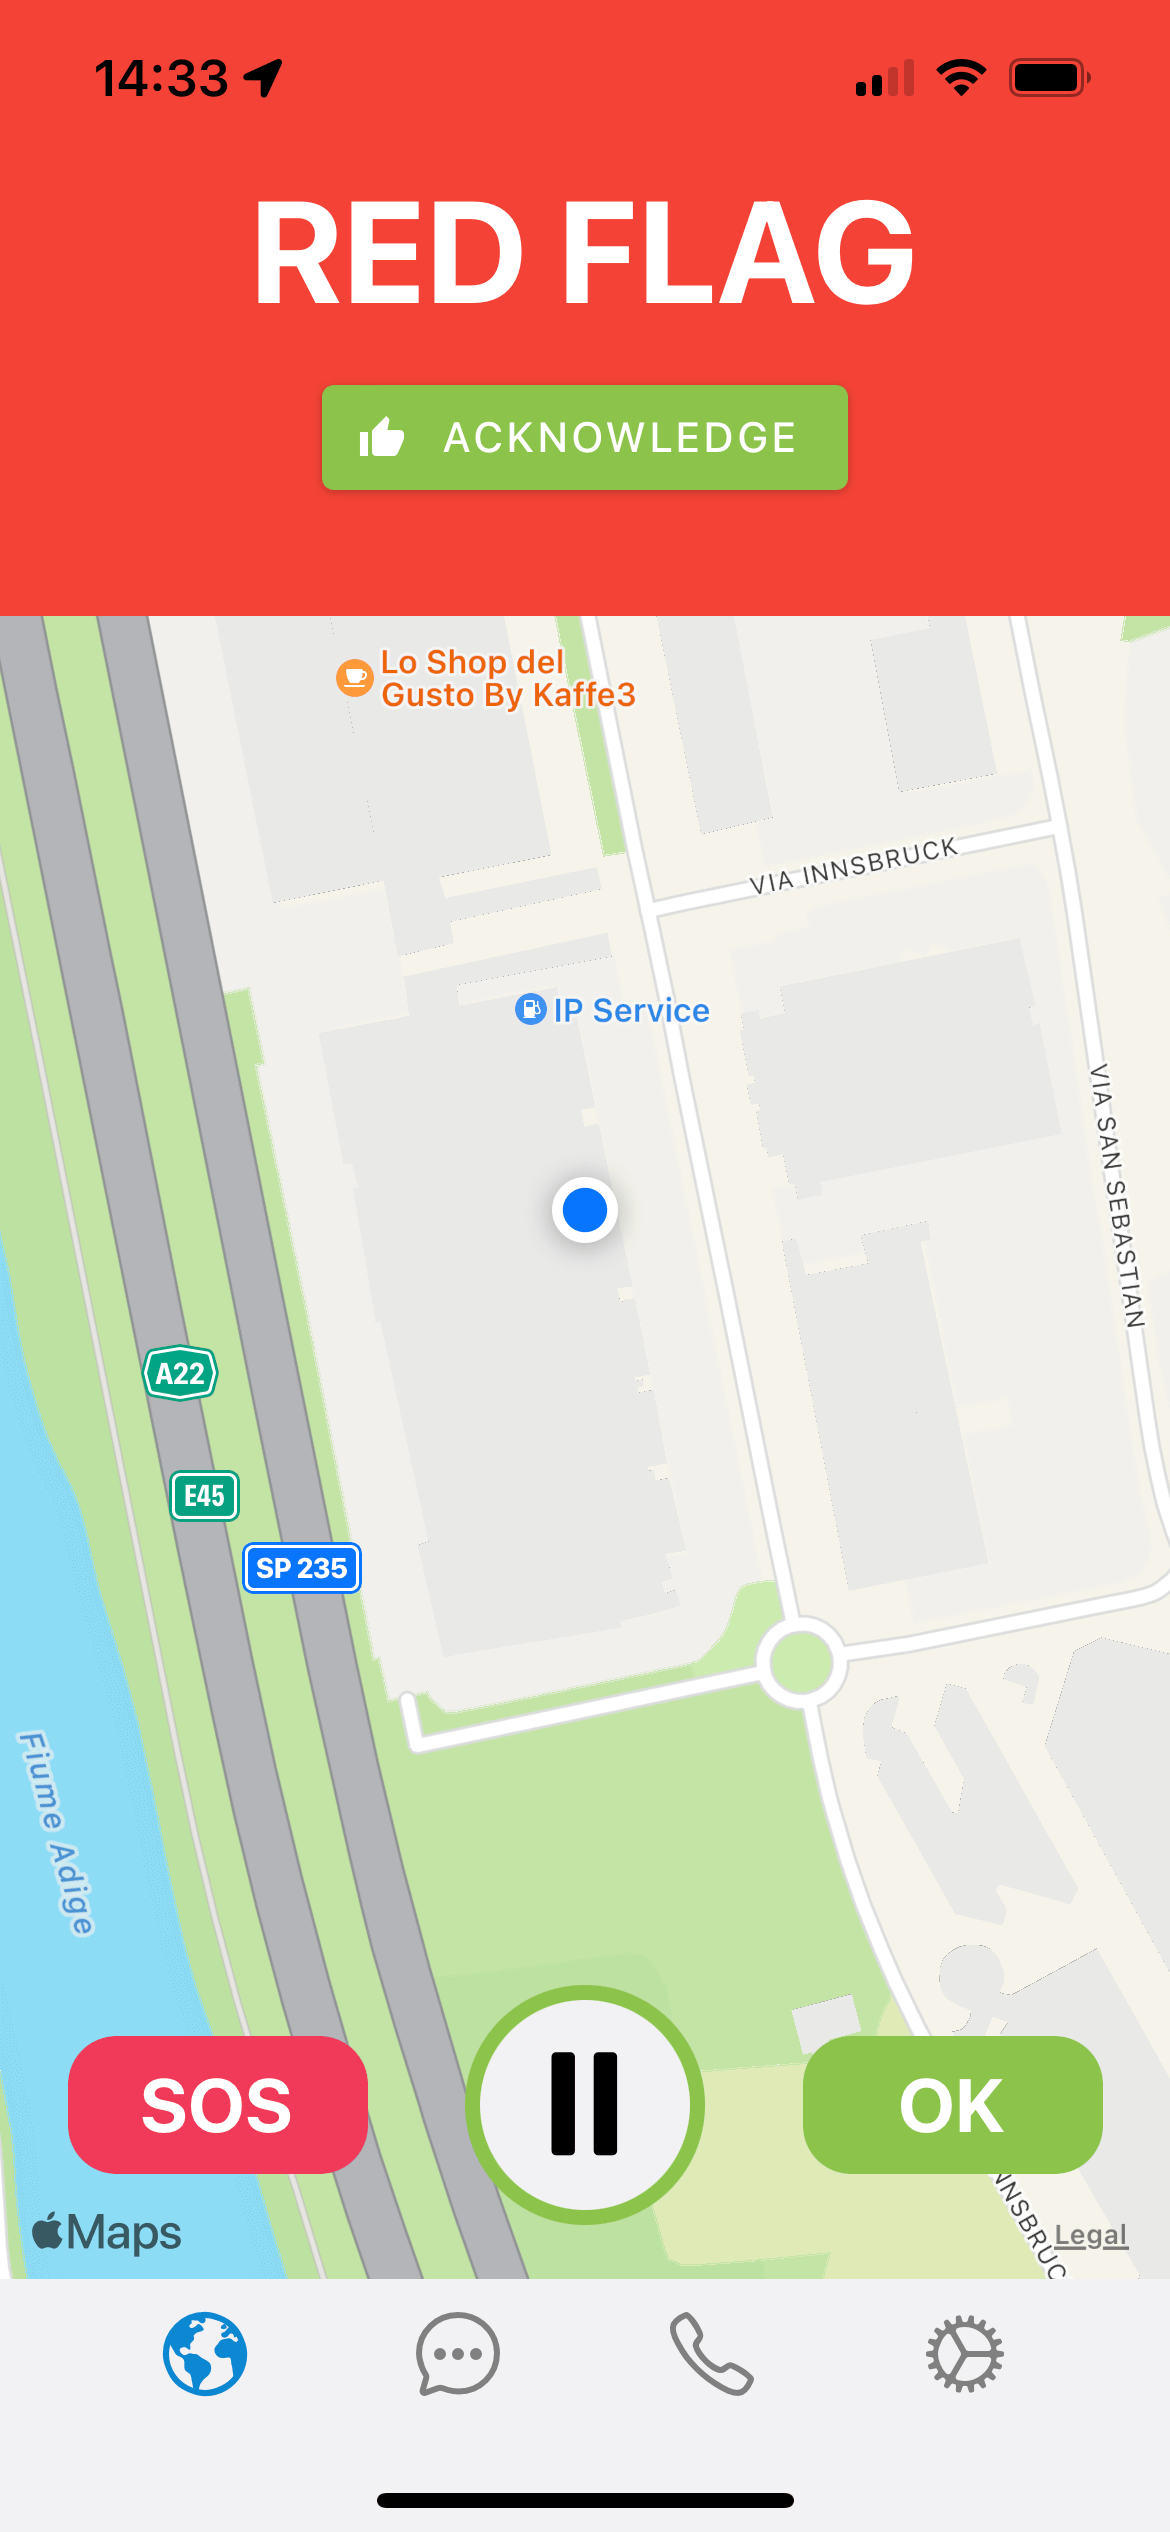 14:33
RED FLAG
ACKNOWLEDGE
Lo Shop del
Gusto By Kaffe3
VIA INNSBRUCK
IP Service
VIA SAN SEBASTIAN
A22
E45
SP 235
Fiume Adige
SOS
OK
NNSBRUC
Maps
Legal